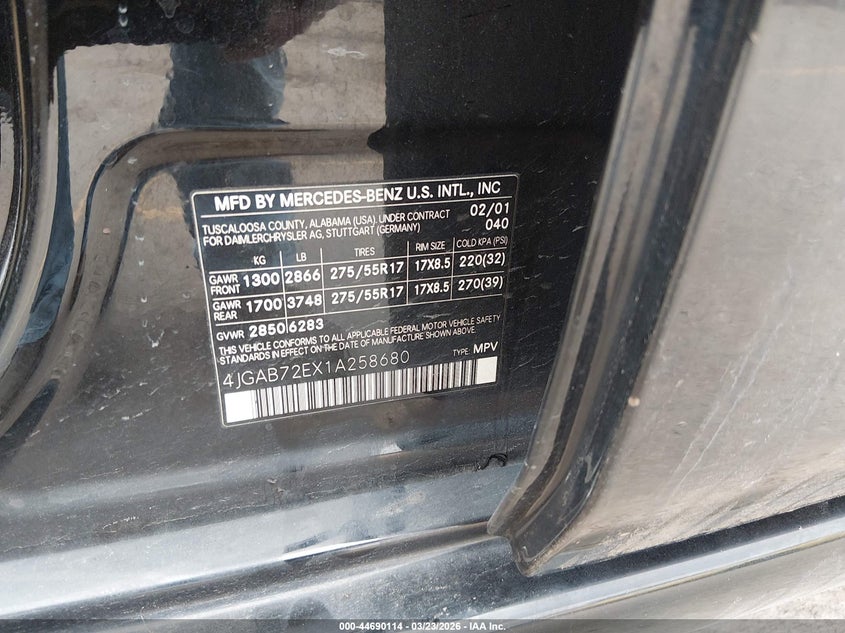 MFD BY MERCEDES-BENZ U.S. INTL., INC
TUSCALOOSA COUNTY, ALABAMA (USA). UNDER CONTRACT 02/01
FOR DAIMLERCHRYSLER AG, STUTTGART (GERMANY) 040
KG LB TIRES RIM SIZE COLD KPA (PSI)
GAWR FRONT 1300 2866 275/55R17 17X8.5 220(32)
GAWR REAR 1700 3748 275/55R17 17X8.5 270(39)
GVWR 2850 6283
THIS VEHICLE CONFORMS TO ALL APPLICABLE FEDERAL MOTOR VEHICLE SAFETY
STANDARDS IN EFFECT ON THE DATE OF MANUFACTURE SHOWN ABOVE.
4JGAB72EX1A258680 TYPE: MPV
000-44690114 — 03/23/2026 — IAA Inc.